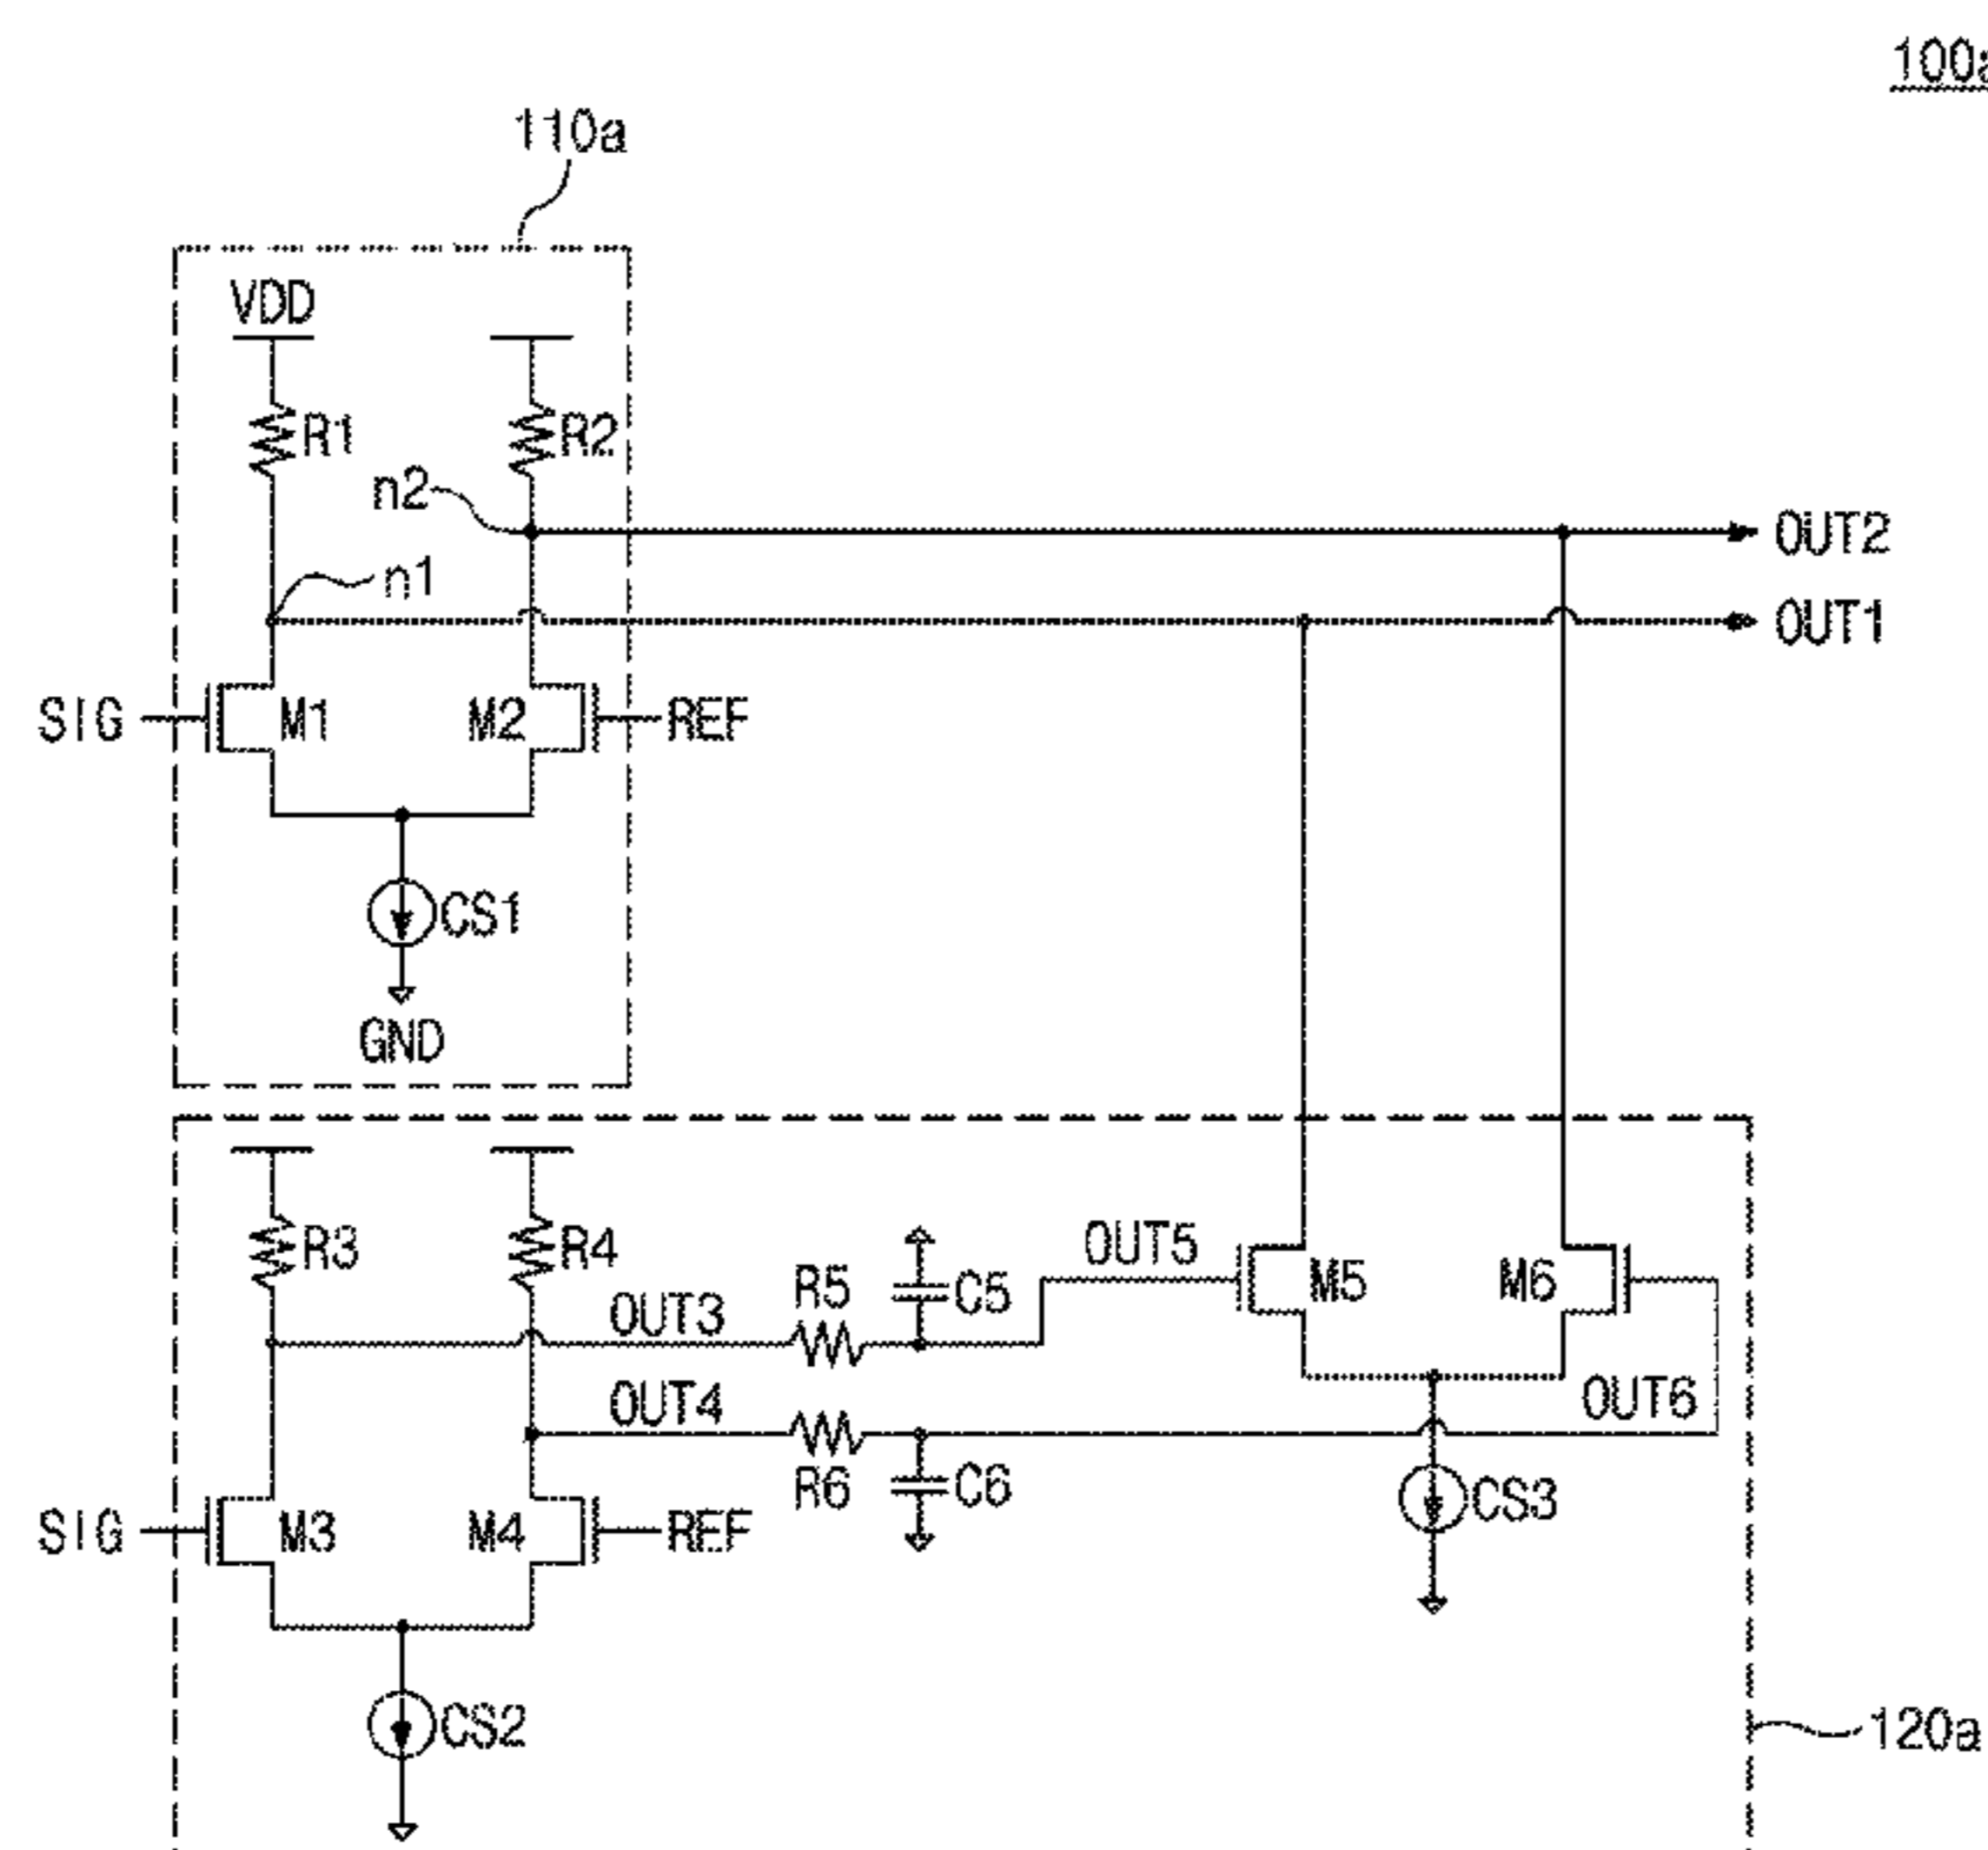 100a
110a
VDD
R1
R2
n2
OUT2
n1
OUT1
SIG
M1
M2
REF
CS1
GND
R3
R4
R5
C5
OUT5
M5
M6
OUT3
OUT4
OUT6
R6
C6
CS3
SIG
M3
M4
REF
CS2
120a